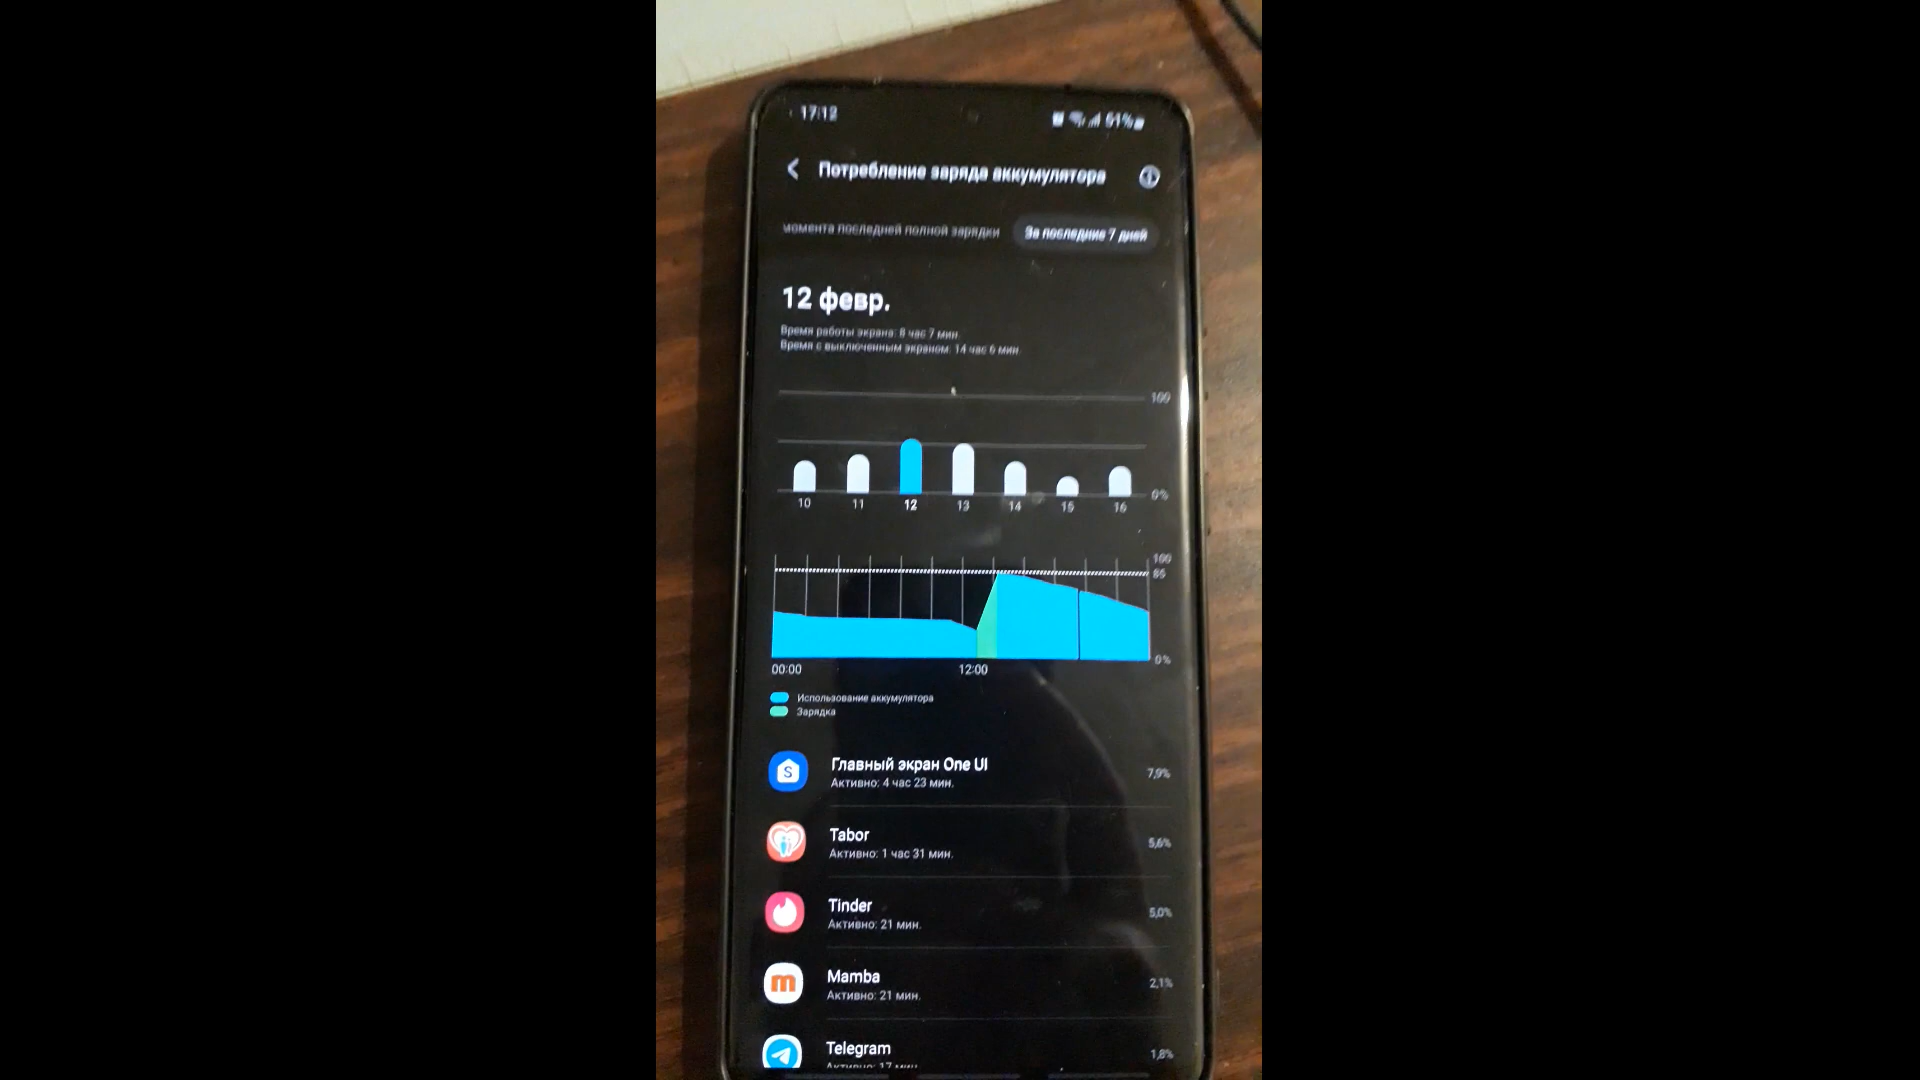 17:12
51%
Потребление заряда аккумулятора
момента последней полной зарядки За последние 7 дней
12 февр.
Время работы экрана: 8 час 7 мин.
Время с выключенным экраном: 14 час 6 мин.
100
0%
10 11 12 13 14 15 16
100
85
0%
00:00 12:00
Использование аккумулятора
Зарядка
Главный экран One UI
Активно: 4 час 23 мин.
7,9%
Tabor
Активно: 1 час 31 мин.
5,6%
Tinder
Активно: 21 мин.
5,0%
Mamba
Активно: 21 мин.
2,1%
Telegram
Активно: 17 мин.
1,8%